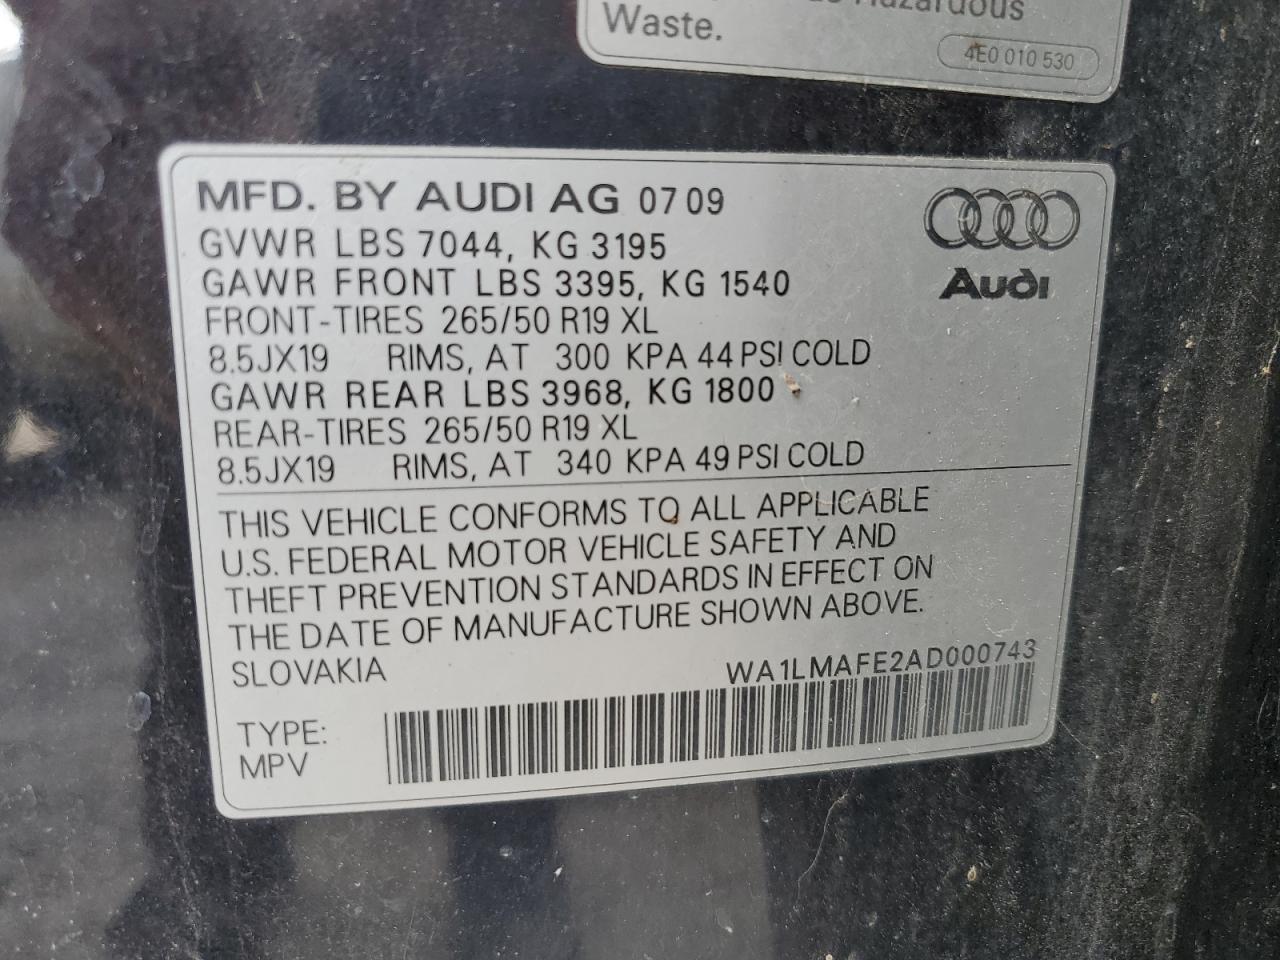 Hazardous
Waste.
4E0 010 530
MFD. BY AUDI AG 07 09
GVWR LBS 7044, KG 3195
GAWR FRONT LBS 3395, KG 1540
Audi
FRONT-TIRES 265/50 R19 XL
8.5JX19 RIMS, AT 300 KPA 44 PSI COLD
GAWR REAR LBS 3968, KG 1800
REAR-TIRES 265/50 R19 XL
8.5JX19 RIMS, AT 340 KPA 49 PSI COLD
THIS VEHICLE CONFORMS TO ALL APPLICABLE
U.S. FEDERAL MOTOR VEHICLE SAFETY AND
THEFT PREVENTION STANDARDS IN EFFECT ON
THE DATE OF MANUFACTURE SHOWN ABOVE.
SLOVAKIA WA1LMAFE2AD000743
TYPE:
MPV